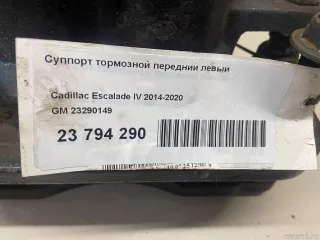 Суппорт тормозной передний левый
Cadillac Escalade IV 2014-2020
GM 23290149
23 794 290